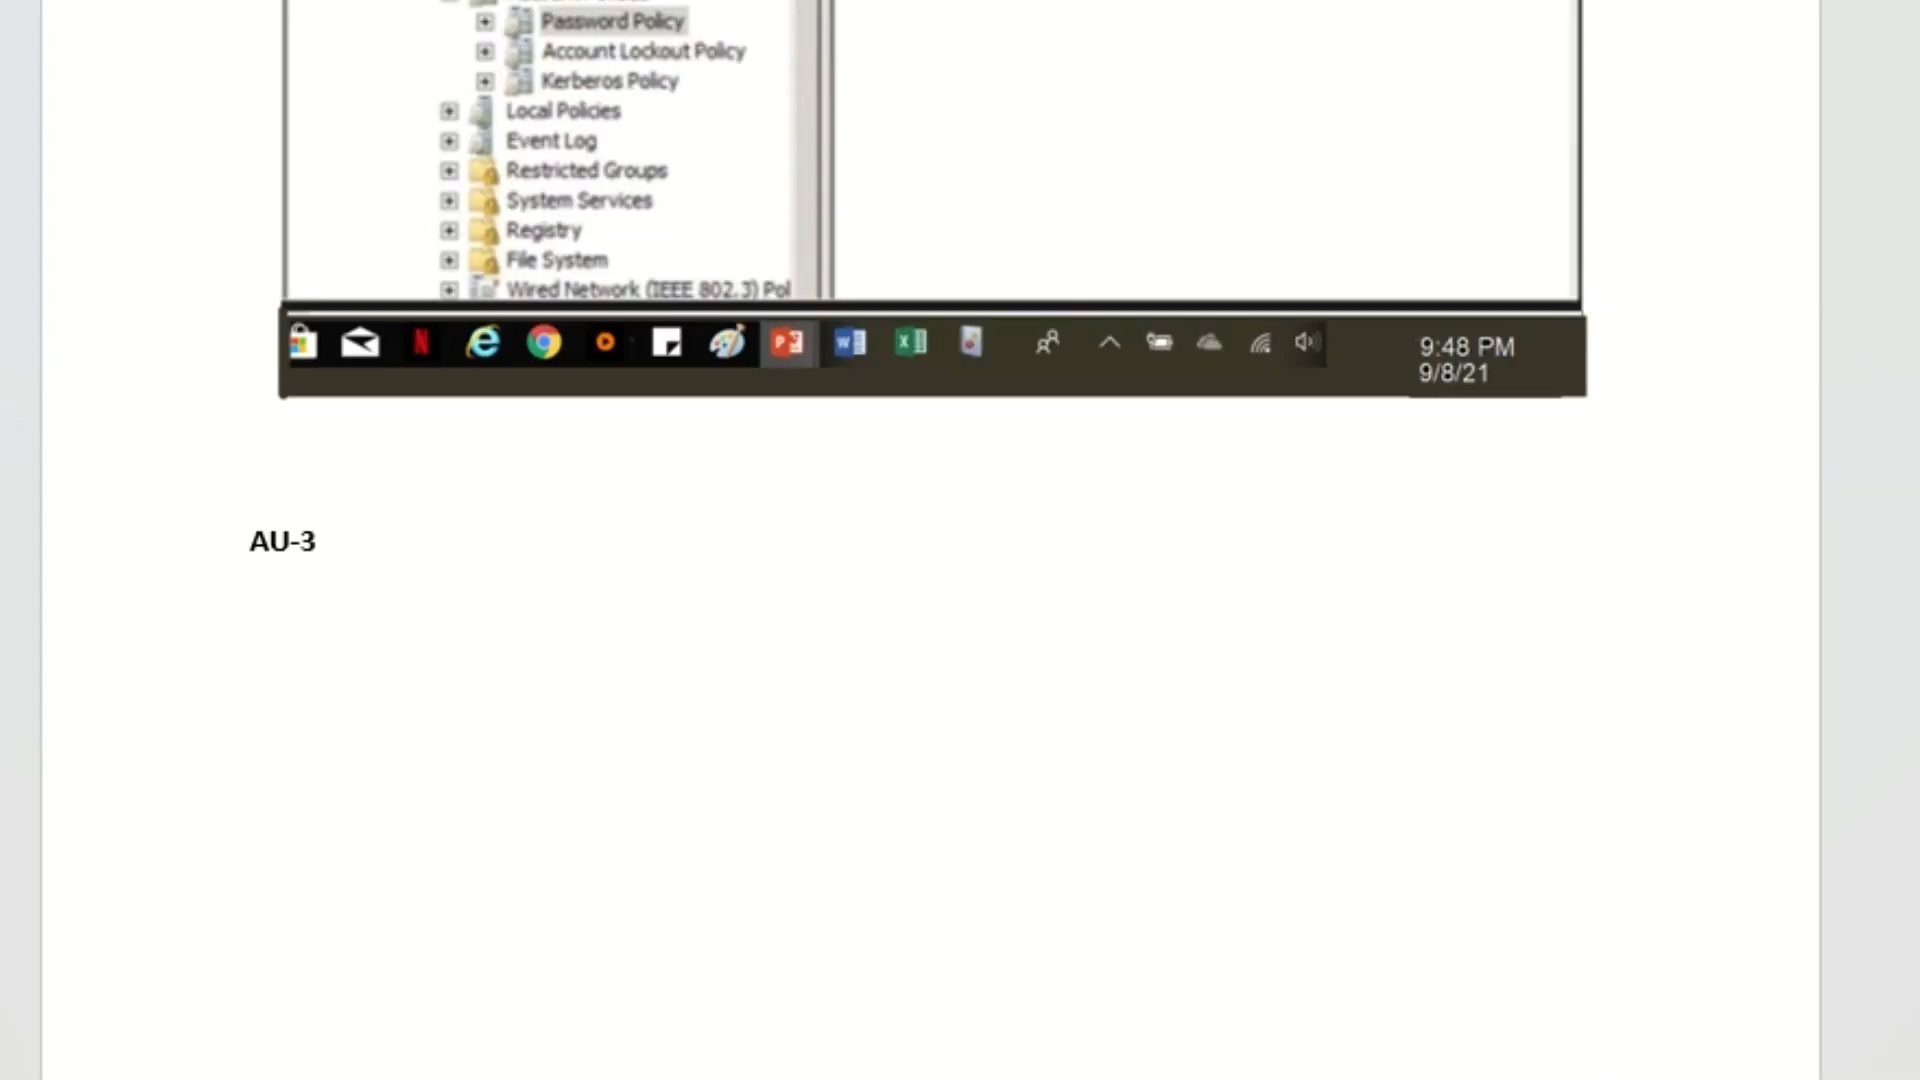 Password Policy
Account Lockout Policy
Kerberos Policy
Local Policies
Event Log
Restricted Groups
System Services
Registry
File System
Wired Network (IEEE 802.3) Pol
9:48 PM
9/8/21
AU-3